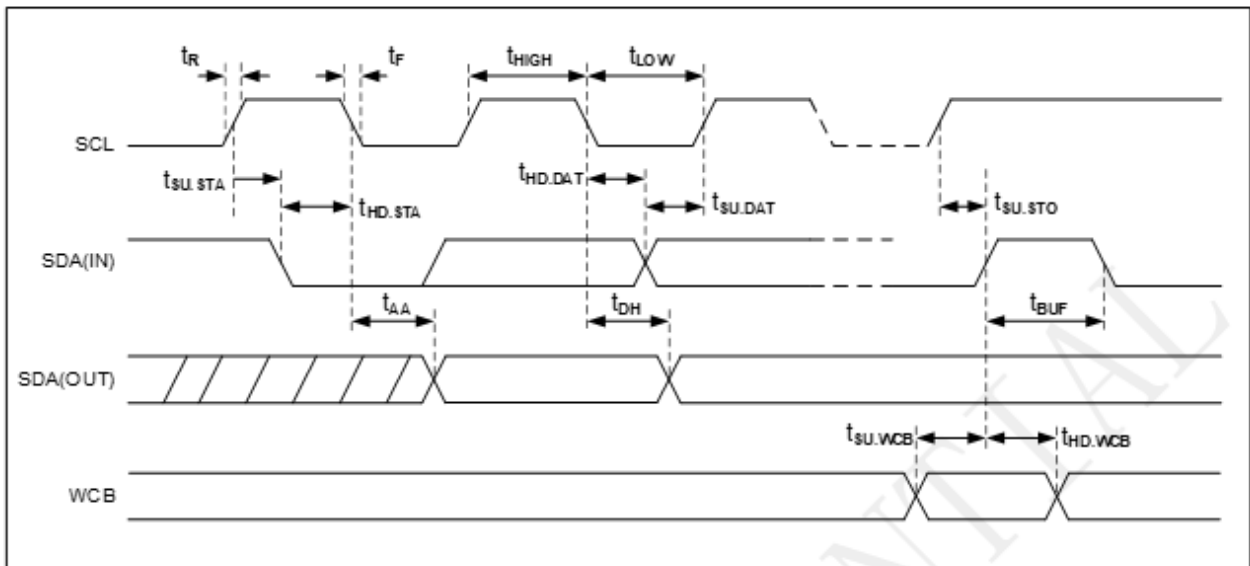 tR tF tHIGH tLOW
SCL
tSU.STA tHD.STA tHD.DAT tSU.DAT tSU.STO
SDA(IN)
tAA tDH tBUF
SDA(OUT)
tSU.WCB tHD.WCB
WCB
NTIAL